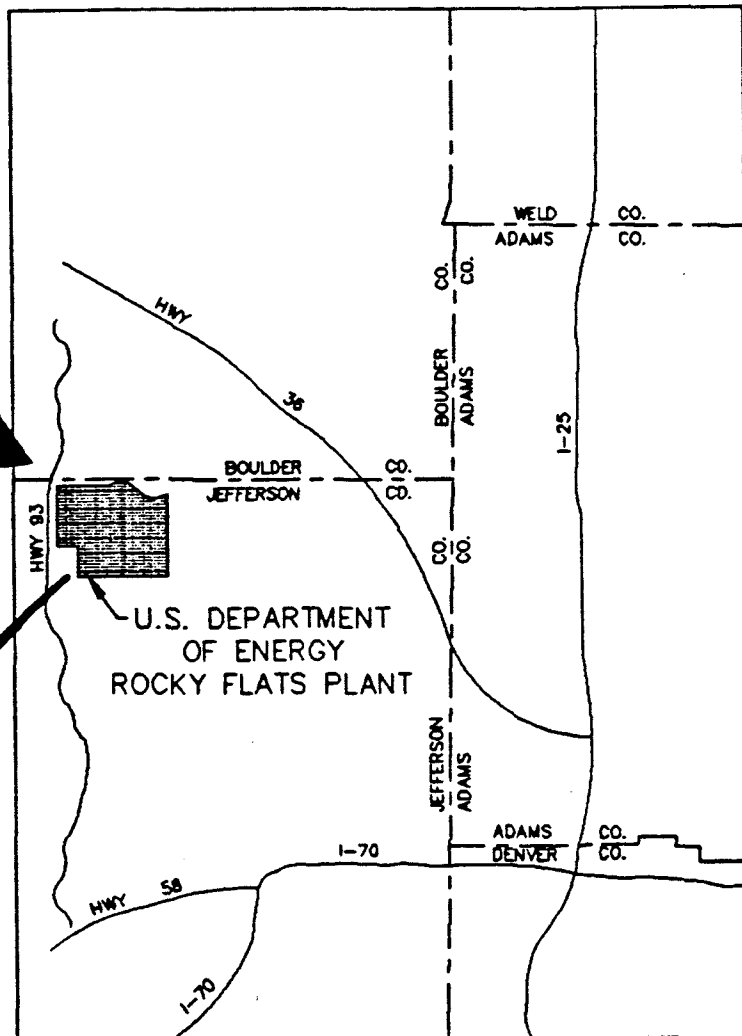 WELD CO.
ADAMS CO.
HWY 36
CO. CO.
BOULDER
ADAMS
I-25
BOULDER CO.
JEFFERSON CO.
HWY 93
CO. CO.
U.S. DEPARTMENT
OF ENERGY
ROCKY FLATS PLANT
JEFFERSON
ADAMS
ADAMS CO.
DENVER CO.
I-70
HWY 58
I-70